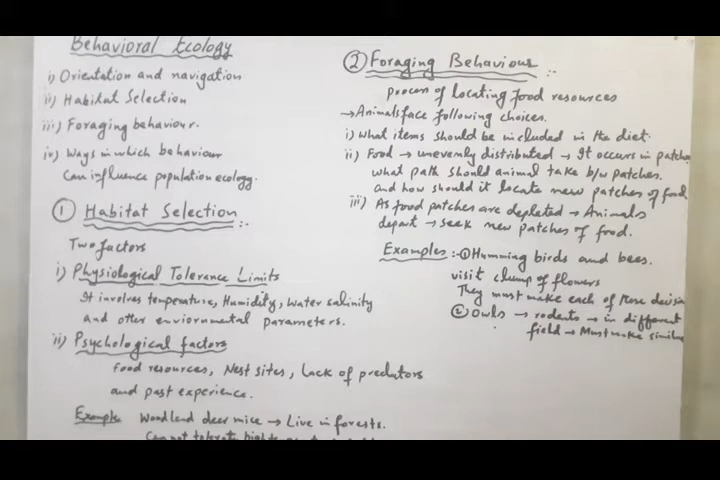 Behavioral Ecology
i) Orientation and navigation
ii) Habitat Selection
iii) Foraging behaviour.
iv) Ways in which behaviour
can influence population ecology.
① Habitat Selection :.
Two factors
i) Physiological Tolerance Limits
It involves temperature, Humidity, water salinity
and other enviornmental parameters.
ii) Psychological factors
Food resources, Nest sites, Lack of predators
and past experience.
Example Woodland deer mice → Live in forests.
Can not tolerate high
② Foraging Behaviour :.
process of locating food resources
→ Animals face following choices.
i) What items should be included in the diet.
ii) Food → unevenly distributed → It occurs in patches
what path should animal take b/w patches.
and how should it locate new patches of food
iii) As food patches are depleted → Animals
depart → seek new patches of food.
Examples :- ① Humming birds and bees.
visit clump of flowers
They must make each of these decisio
② Owls → rodents → in different
field → Must make similar